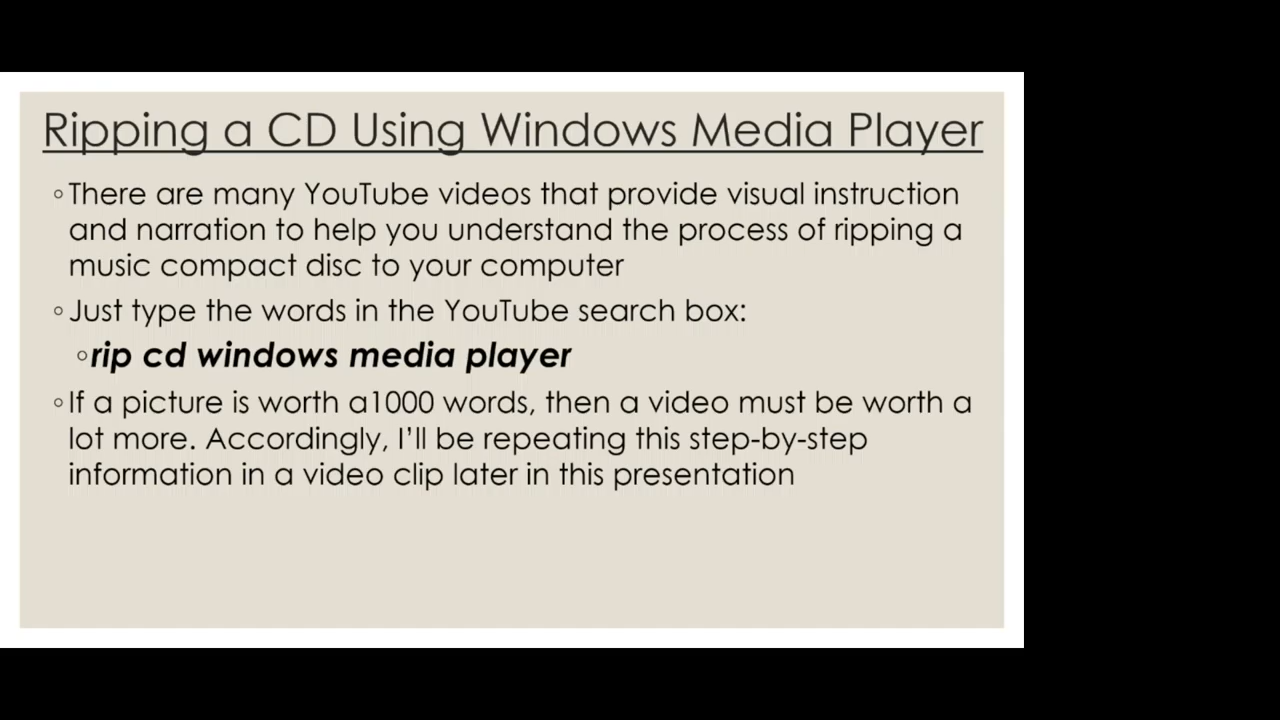 Ripping a CD Using Windows Media Player
◦There are many YouTube videos that provide visual instruction
and narration to help you understand the process of ripping a
music compact disc to your computer
◦Just type the words in the YouTube search box:
◦rip cd windows media player
◦If a picture is worth a1000 words, then a video must be worth a
lot more. Accordingly, I’ll be repeating this step-by-step
information in a video clip later in this presentation